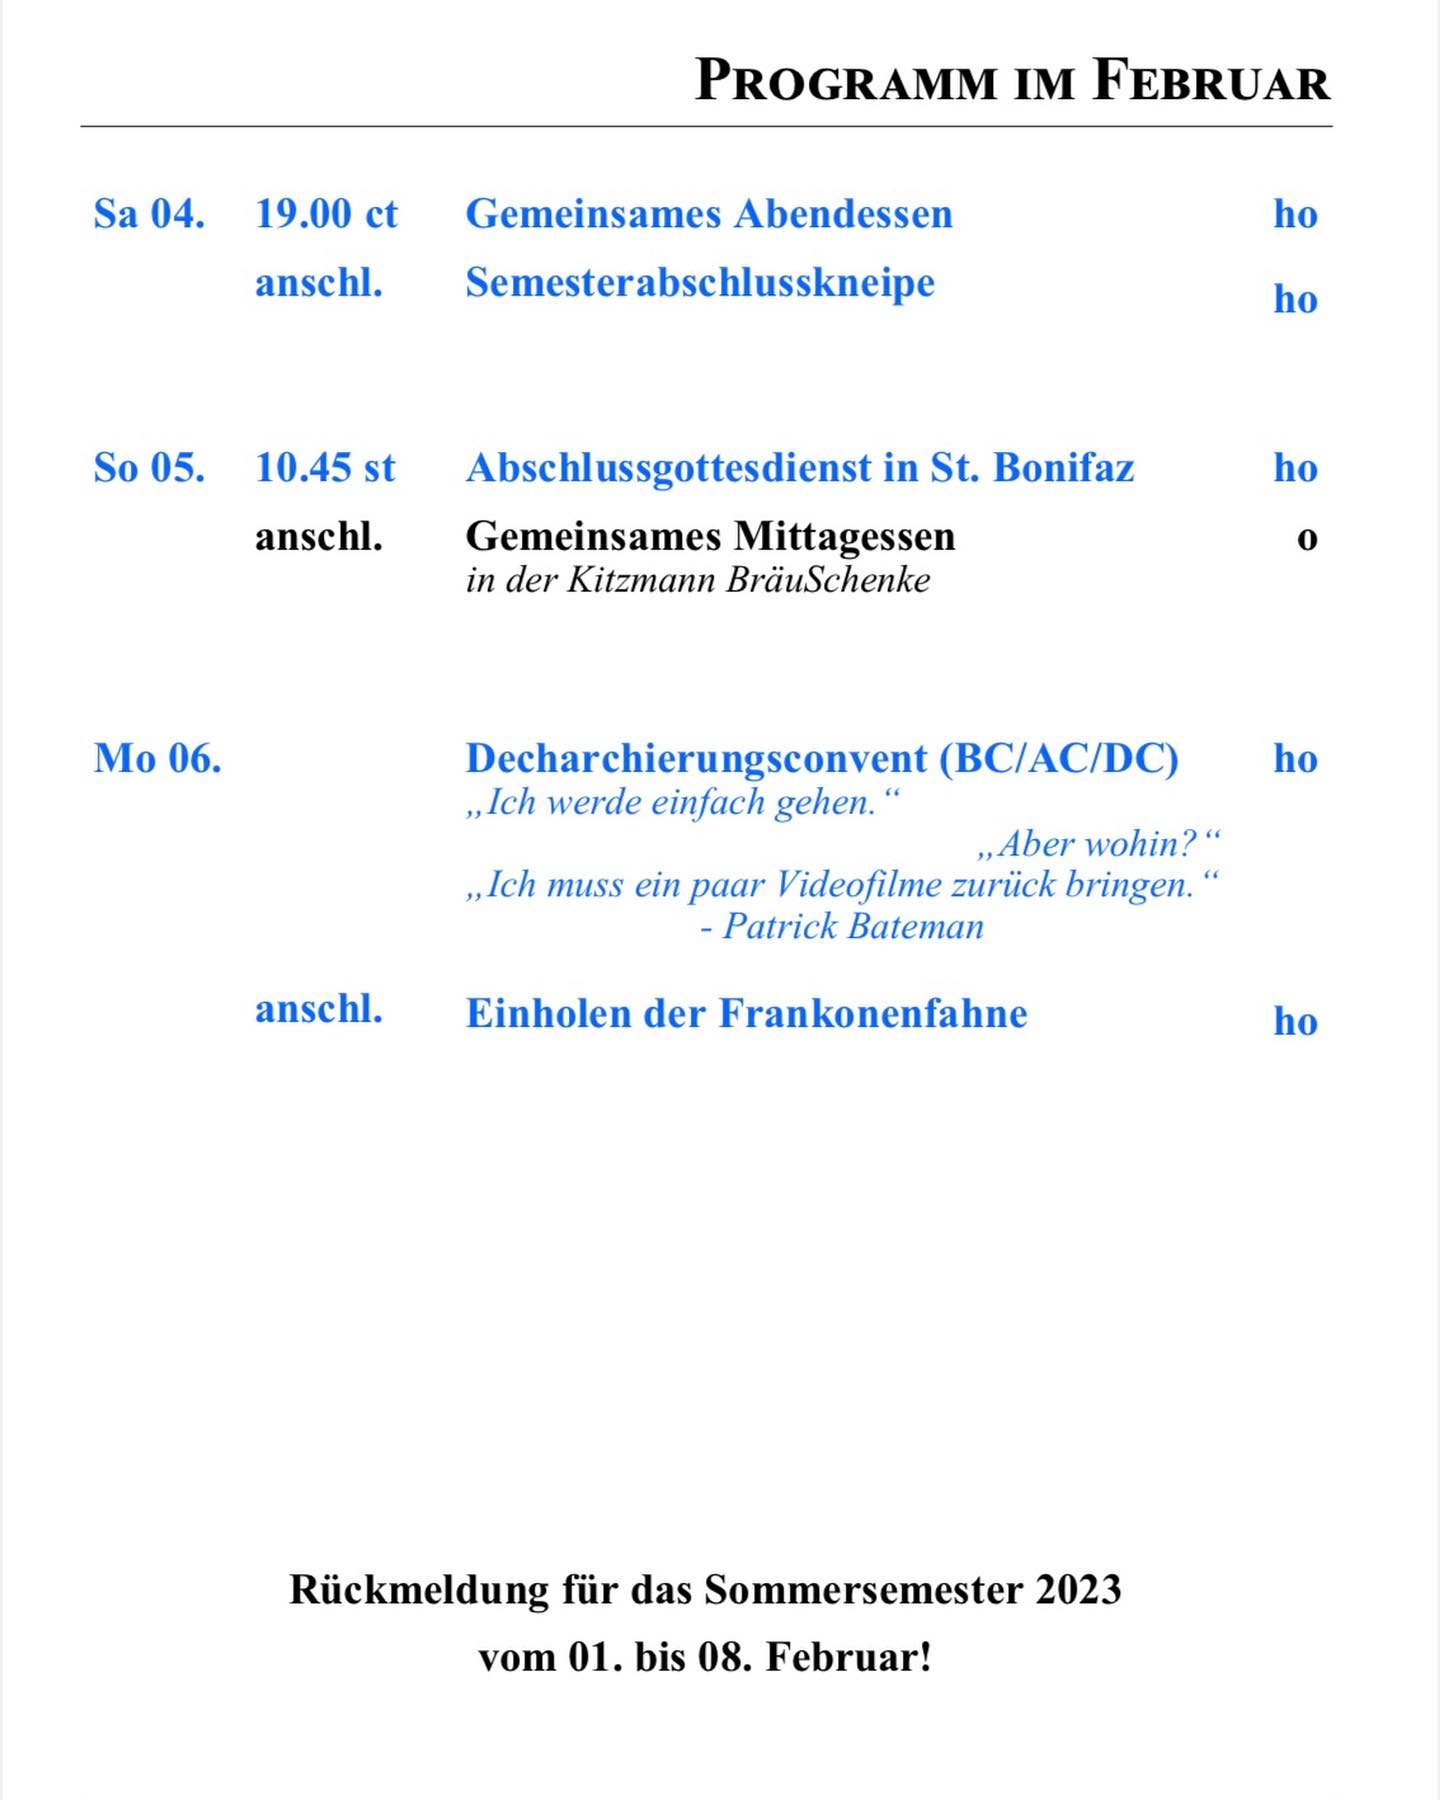 PROGRAMM IM FEBRUAR
Sa 04. 19.00 ct Gemeinsames Abendessen ho
anschl. Semesterabschlusskneipe ho
So 05. 10.45 st Abschlussgottesdienst in St. Bonifaz ho
anschl. Gemeinsames Mittagessen o
in der Kitzmann BräuSchenke
Mo 06. Decharchierungsconvent (BC/AC/DC) ho
„Ich werde einfach gehen.“
„Aber wohin?“
„Ich muss ein paar Videofilme zurück bringen.“
- Patrick Bateman
anschl. Einholen der Frankonenfahne ho
Rückmeldung für das Sommersemester 2023
vom 01. bis 08. Februar!